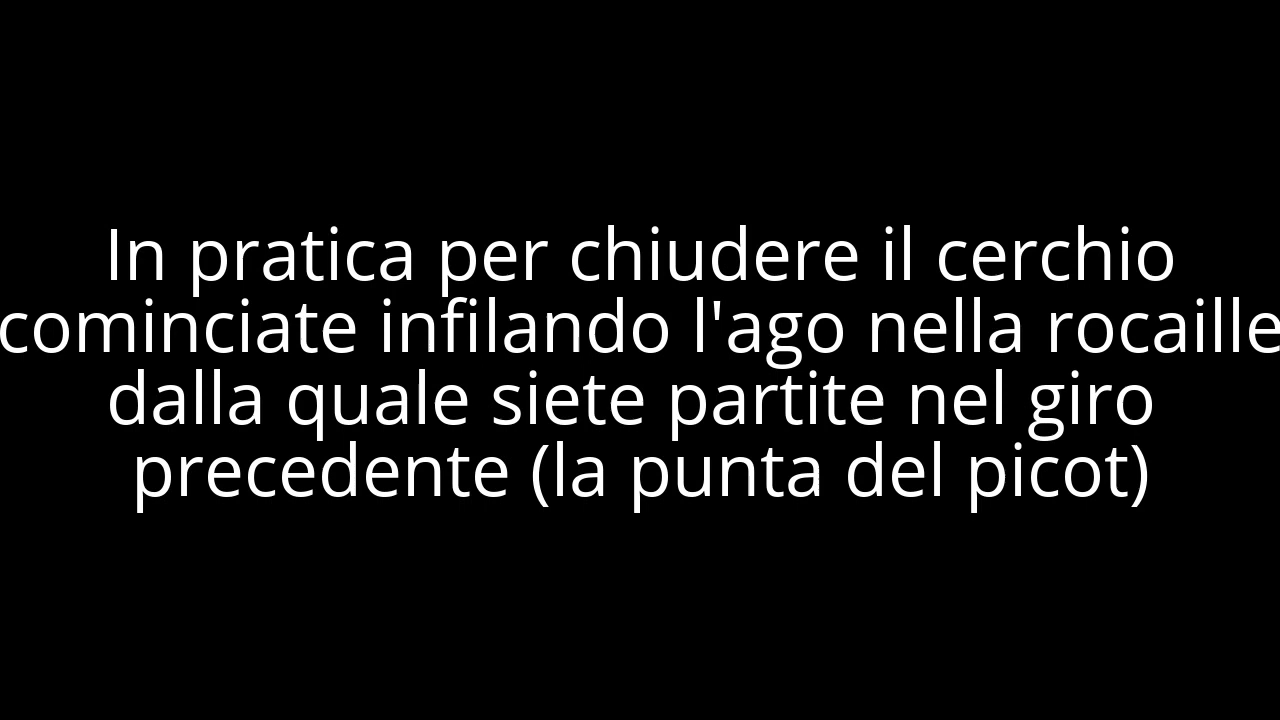 In pratica per chiudere il cerchio
cominciate infilando l'ago nella rocaille
dalla quale siete partite nel giro
precedente (la punta del picot)